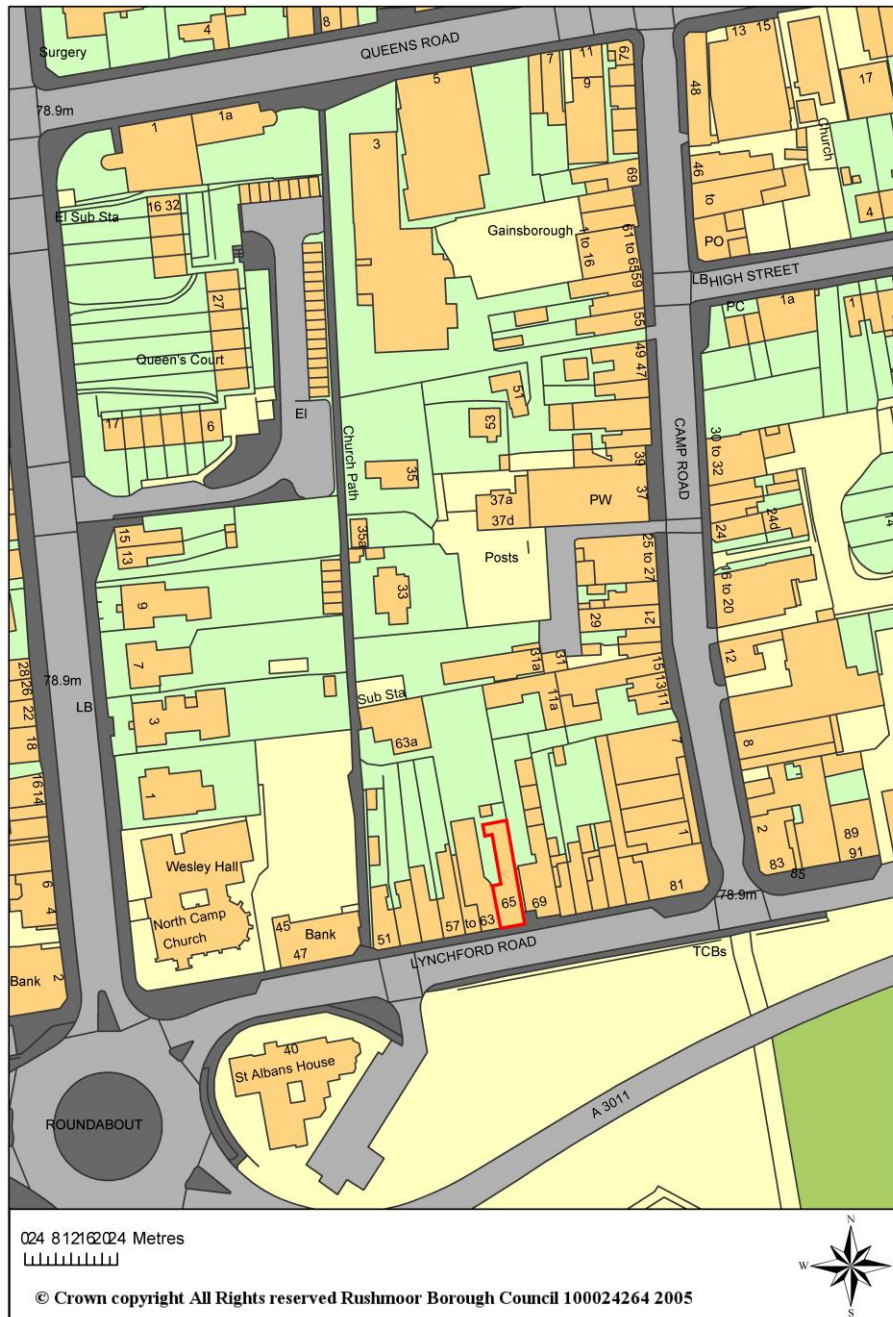 QUEENS ROAD
Surgery
4
8
5
7
11
9
79
13 15
48
17
78.9m
1
1a
3
Church
46
to
PO
4
69
El Sub Sta
16 32
Gainsborough
1 to 16
61 to 65
59
55
LB
HIGH STREET
PC
1a
1
27
Queen's Court
49
47
51
53
CAMP ROAD
17
6
El
Church Path
35
39
37
30 to 32
37a
37d
PW
24
24d
14
15
13
35a
Posts
25 to 27
33
29
21
16 to 20
9
7
31a
31
12
28
26
22
18
78.9m
LB
3
Sub Sta
63a
11a
15
13
11
8
7
16
14
1
1
2
89
91
83
85
Wesley Hall
6
4
North Camp
Church
45
Bank
47
51
57 to 63
65
69
81
78.9m
Bank
2
LYNCHFORD ROAD
TCBs
40
St Albans House
ROUNDABOUT
A 3011
024 8 12162024 Metres
N
W
E
S
© Crown copyright All Rights reserved Rushmoor Borough Council 100024264 2005